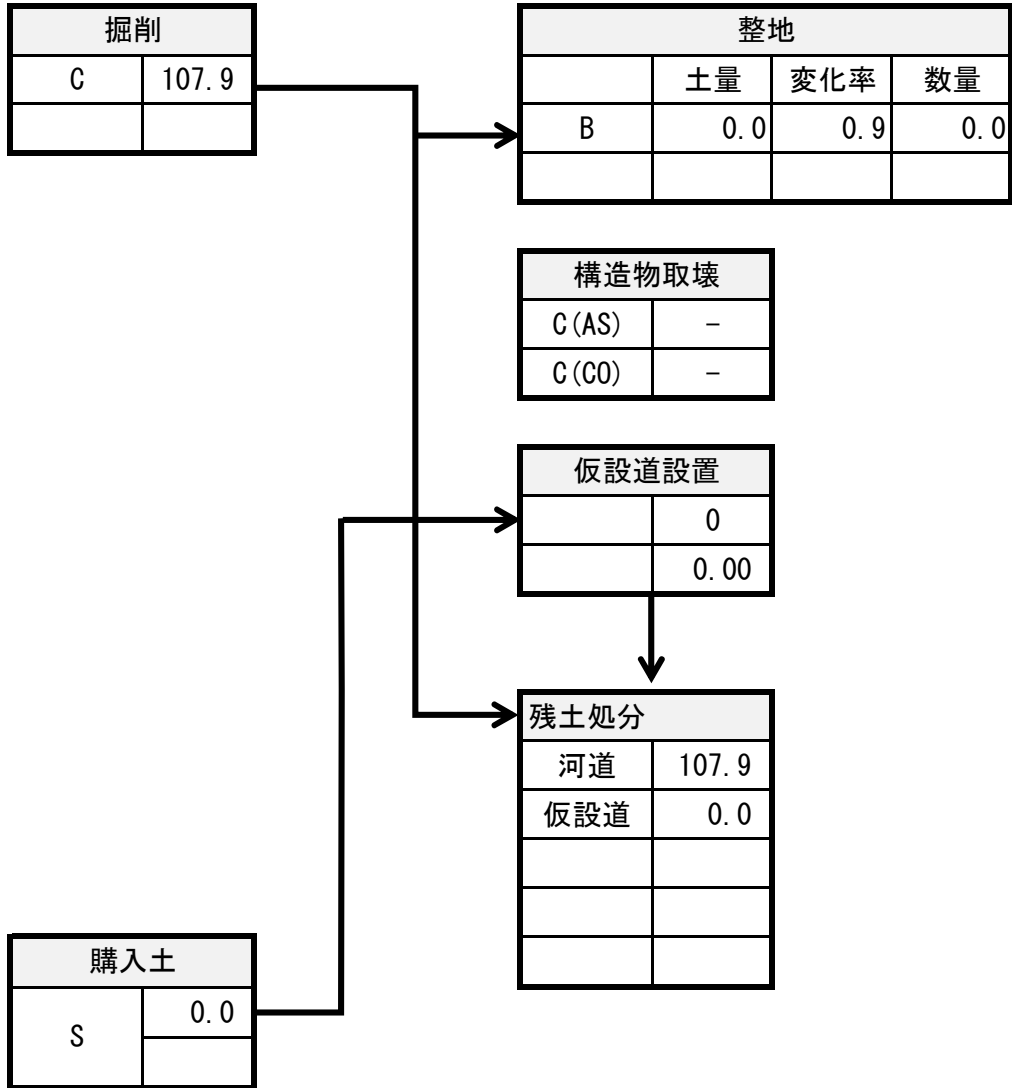 掘削
C 107.9
整地
土量 変化率 数量
B 0.0 0.9 0.0
構造物取壊
C(AS) -
C(CO) -
仮設道設置
0
0.00
残土処分
河道 107.9
仮設道 0.0
購入土
S 0.0